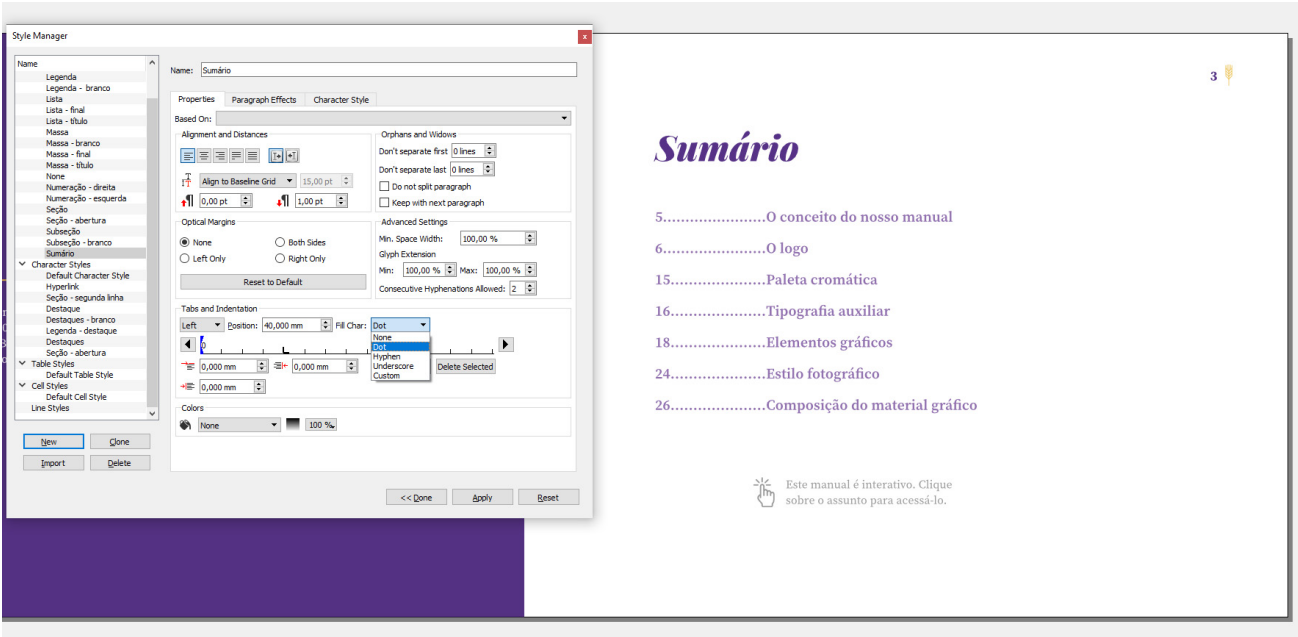 Style Manager
x
Name
Legenda
Legenda - branco
Lista
Lista - final
Lista - título
Massa
Massa - branco
Massa - final
Massa - título
None
Numeração - direita
Numeração - esquerda
Seção
Seção - abertura
Subseção
Subseção - branco
Sumário
Character Styles
Default Character Style
Hyperlink
Seção - segunda linha
Destaque
Destaques - branco
Legenda - destaque
Destaques
Seção - abertura
Table Styles
Default Table Style
Cell Styles
Default Cell Style
Line Styles
New Clone
Import Delete
Name: Sumário
Properties Paragraph Effects Character Style
Based On:
Alignment and Distances
Align to Baseline Grid 15,00 pt
0,00 pt 1,00 pt
Orphans and Widows
Don't separate first 0 lines
Don't separate last 0 lines
Do not split paragraph
Keep with next paragraph
Optical Margins
None Both Sides
Left Only Right Only
Reset to Default
Advanced Settings
Min. Space Width: 100,00 %
Glyph Extension
Min: 100,00 % Max: 100,00 %
Consecutive Hyphenations Allowed: 2
Tabs and Indentation
Left Position: 40,000 mm Fill Char: Dot
None
Dot
Hyphen
Underscore
Custom
0
0,000 mm 0,000 mm Delete Selected
0,000 mm
Colors
None 100 %
<< Done Apply Reset
3
Sumário
5......................O conceito do nosso manual
6......................O logo
15....................Paleta cromática
16....................Tipografia auxiliar
18....................Elementos gráficos
24....................Estilo fotográfico
26....................Composição do material gráfico
Este manual é interativo. Clique
sobre o assunto para acessá-lo.